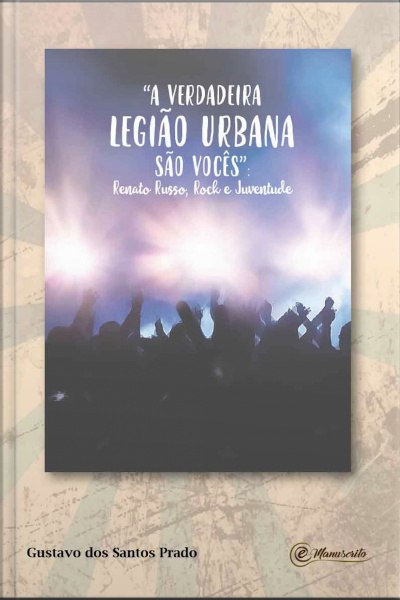 "A VERDADEIRA
LEGIÃO URBANA
SÃO VOCÊS":
Renato Russo, Rock e Juventude
Gustavo dos Santos Prado
e Manuscrito